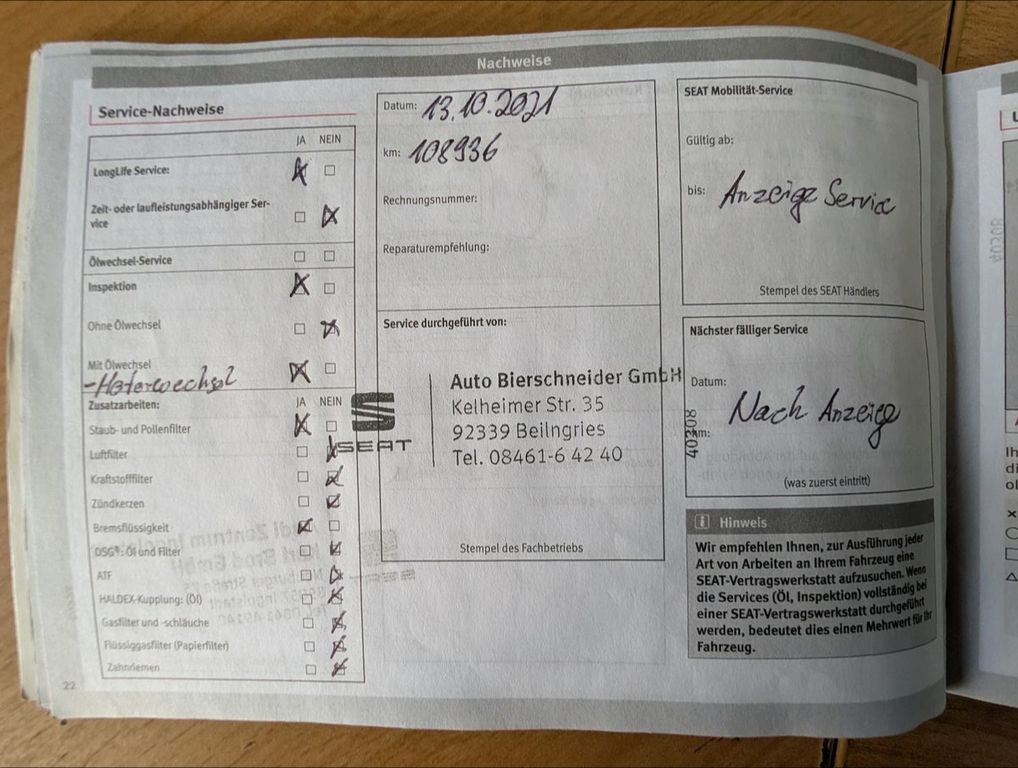 Nachweise
Service-Nachweise
JA NEIN
LongLife Service:
Zeit- oder laufleistungsabhängiger Ser-
vice
Ölwechsel-Service
Inspektion
Ohne Ölwechsel
Mit Ölwechsel
Zusatzarbeiten:
JA NEIN
Staub- und Pollenfilter
Luftfilter
Kraftstofffilter
Zündkerzen
Bremsflüssigkeit
DSG®: Öl und Filter
ATF
HALDEX-Kupplung: (Öl)
Gasfilter und -schläuche
Flüssiggasfilter (Papierfilter)
Zahnriemen
22
Datum: 13.10.2021
km: 108936
Rechnungsnummer:
Reparaturempfehlung:
Service durchgeführt von:
SEAT
Auto Bierschneider GmbH
Kelheimer Str. 35
92339 Beilngries
Tel. 08461-6 42 40
Stempel des Fachbetriebs
SEAT Mobilität-Service
Gültig ab:
bis: Anzeige Service
Stempel des SEAT Händlers
Nächster fälliger Service
Datum:
Nach Anzeige
km:
40308
(was zuerst eintritt)
Hinweis
Wir empfehlen Ihnen, zur Ausführung jeder
Art von Arbeiten an Ihrem Fahrzeug eine
SEAT-Vertragswerkstatt aufzusuchen. Wenn
die Services (Öl, Inspektion) vollständig bei
einer SEAT-Vertragswerkstatt durchgeführt
werden, bedeutet dies einen Mehrwert für Ihr
Fahrzeug.